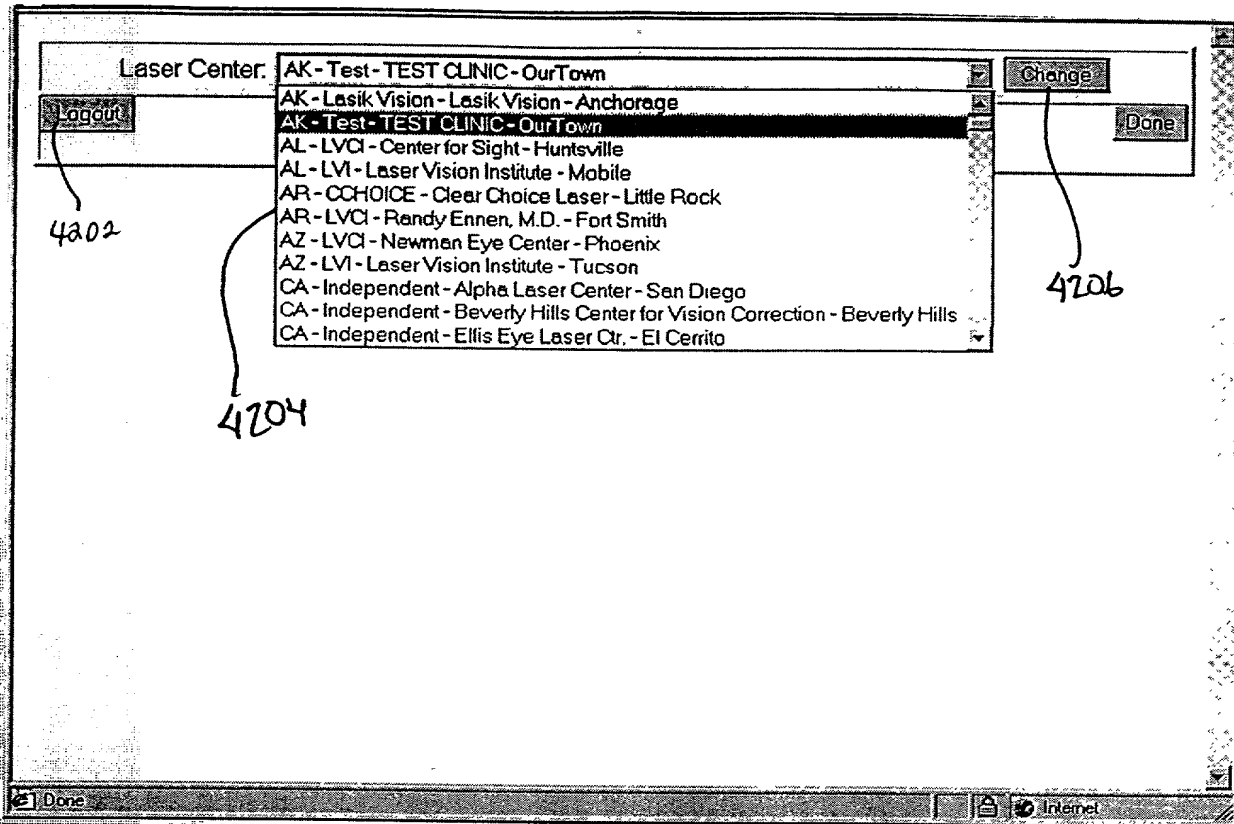 Laser Center: AK - Test - TEST CLINIC - OurTown Change
Logout
Done
AK - Lasik Vision - Lasik Vision - Anchorage
AK - Test - TEST CLINIC - OurTown
AL - LVCI - Center for Sight - Huntsville
AL - LVI - Laser Vision Institute - Mobile
AR - CCHOICE - Clear Choice Laser - Little Rock
AR - LVCI - Randy Ennen, M.D. - Fort Smith
AZ - LVCI - Newman Eye Center - Phoenix
AZ - LVI - Laser Vision Institute - Tucson
CA - Independent - Alpha Laser Center - San Diego
CA - Independent - Beverly Hills Center for Vision Correction - Beverly Hills
CA - Independent - Ellis Eye Laser Ctr. - El Cerrito
4202
4206
4204
Done Internet